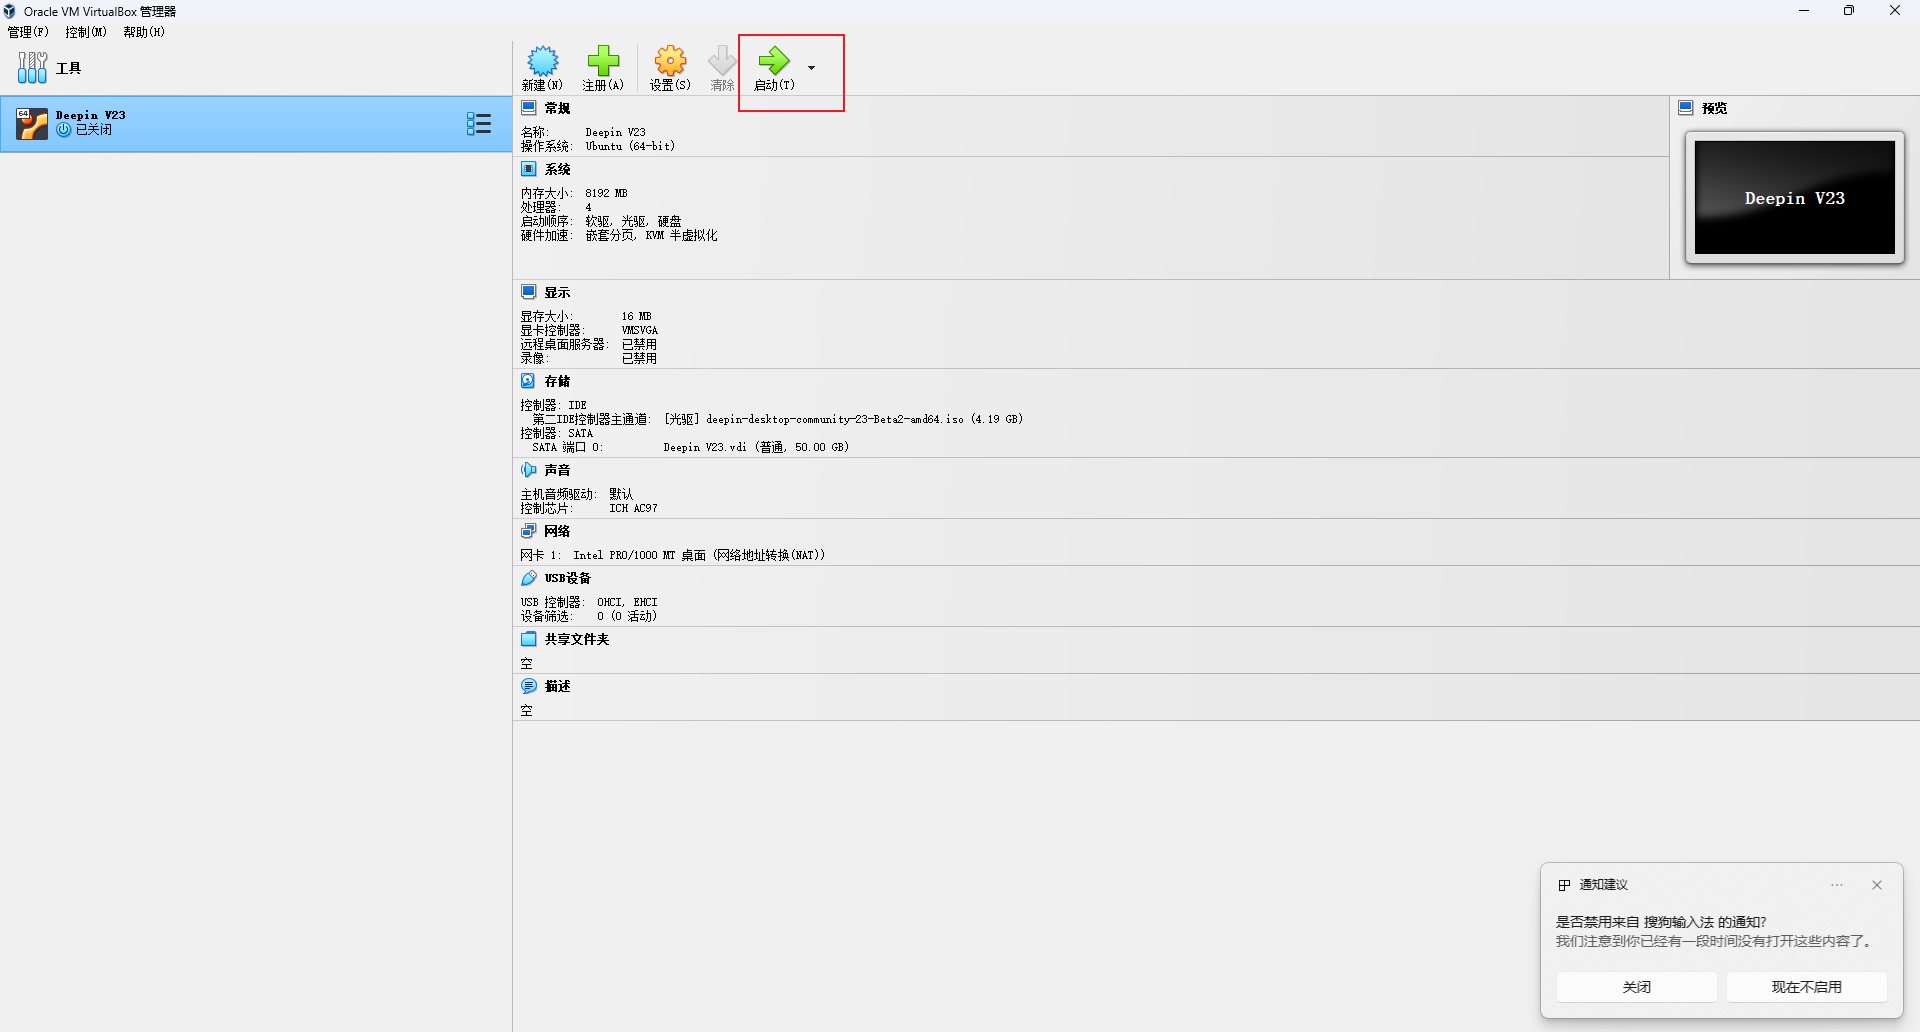 Oracle VM VirtualBox 管理器
管理(F) 控制(M) 帮助(H)
工具
新建(N) 注册(A) 设置(S) 清除 启动(T)
64
Deepin V23
已关闭
常规
名称: Deepin V23
操作系统: Ubuntu (64-bit)
系统
内存大小: 8192 MB
处理器: 4
启动顺序: 软驱, 光驱, 硬盘
硬件加速: 嵌套分页, KVM 半虚拟化
预览
Deepin V23
显示
显存大小: 16 MB
显卡控制器: VMSVGA
远程桌面服务器: 已禁用
录像: 已禁用
存储
控制器: IDE
第二IDE控制器主通道: [光驱] deepin-desktop-community-23-Beta2-amd64.iso (4.19 GB)
控制器: SATA
SATA 端口 0: Deepin V23.vdi (普通, 50.00 GB)
声音
主机音频驱动: 默认
控制芯片: ICH AC97
网络
网卡 1: Intel PRO/1000 MT 桌面 (网络地址转换(NAT))
USB设备
USB 控制器: OHCI, EHCI
设备筛选: 0 (0 活动)
共享文件夹
空
描述
空
通知建议
是否禁用来自 搜狗输入法 的通知?
我们注意到你已经有一段时间没有打开这些内容了。
关闭 现在不启用